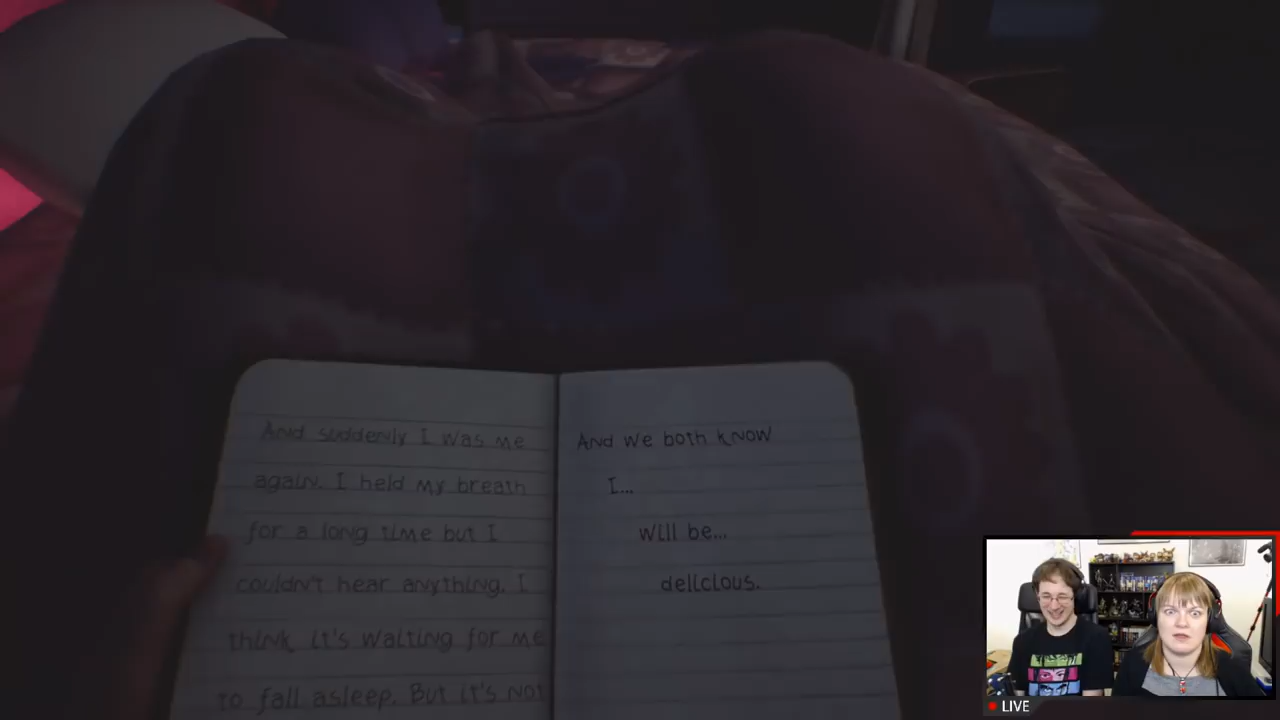 And suddenly I was me
again. I held my breath
for a long time but I
couldn't hear anything. I
think it's waiting for me
to fall asleep. But it's not
And we both know
I...
will be...
delicious.
LIVE